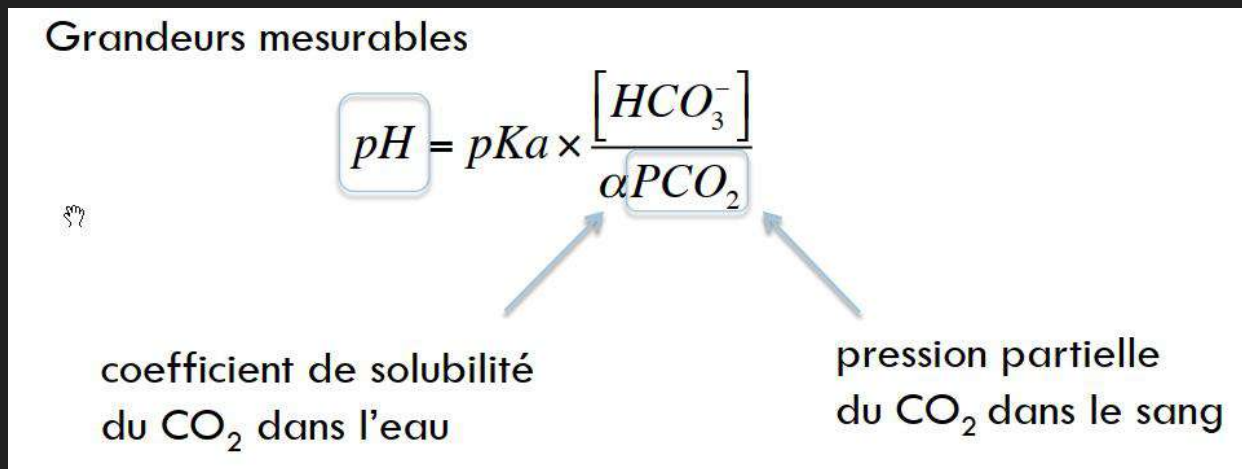 Grandeurs mesurables
pH = pKa × [HCO₃⁻] / αPCO₂
coefficient de solubilité
du CO₂ dans l'eau
pression partielle
du CO₂ dans le sang